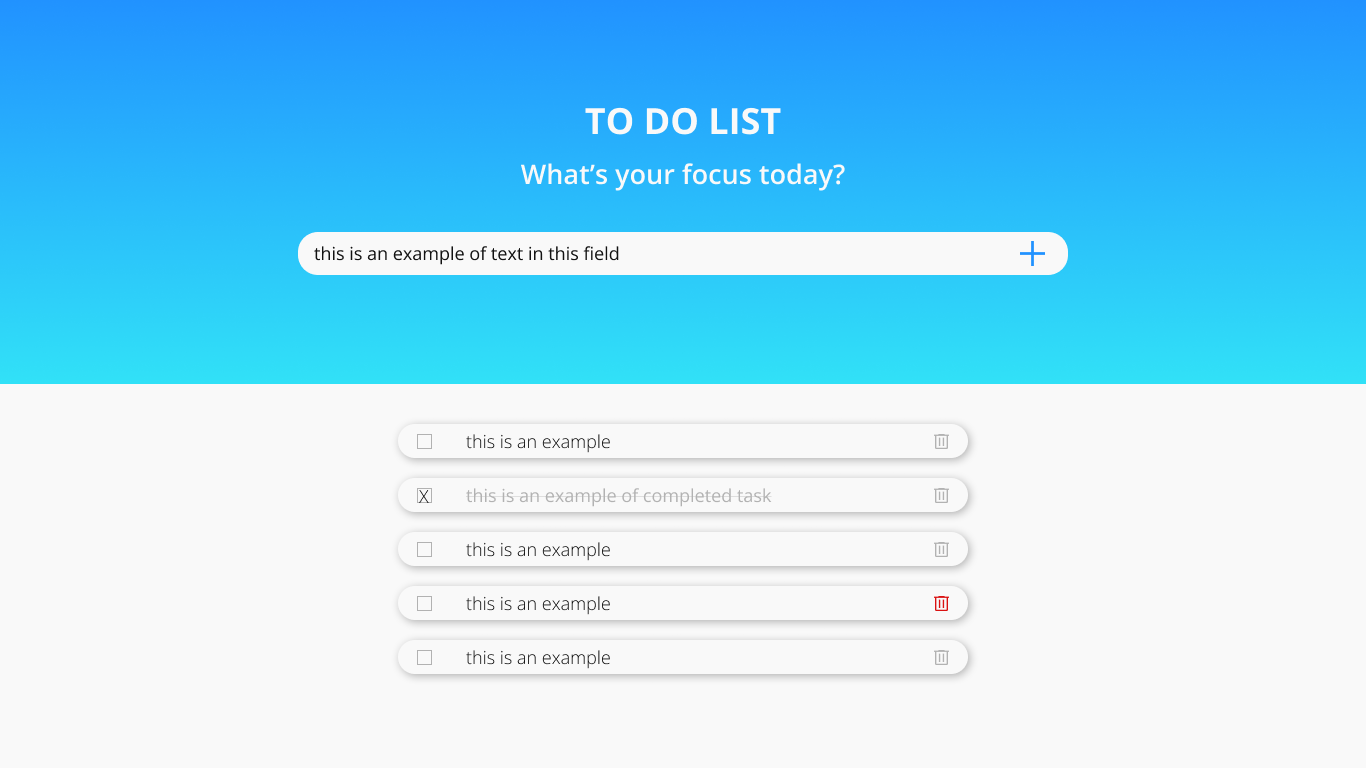 TO DO LIST
What's your focus today?
this is an example of text in this field
this is an example
X this is an example of completed task
this is an example
this is an example
this is an example